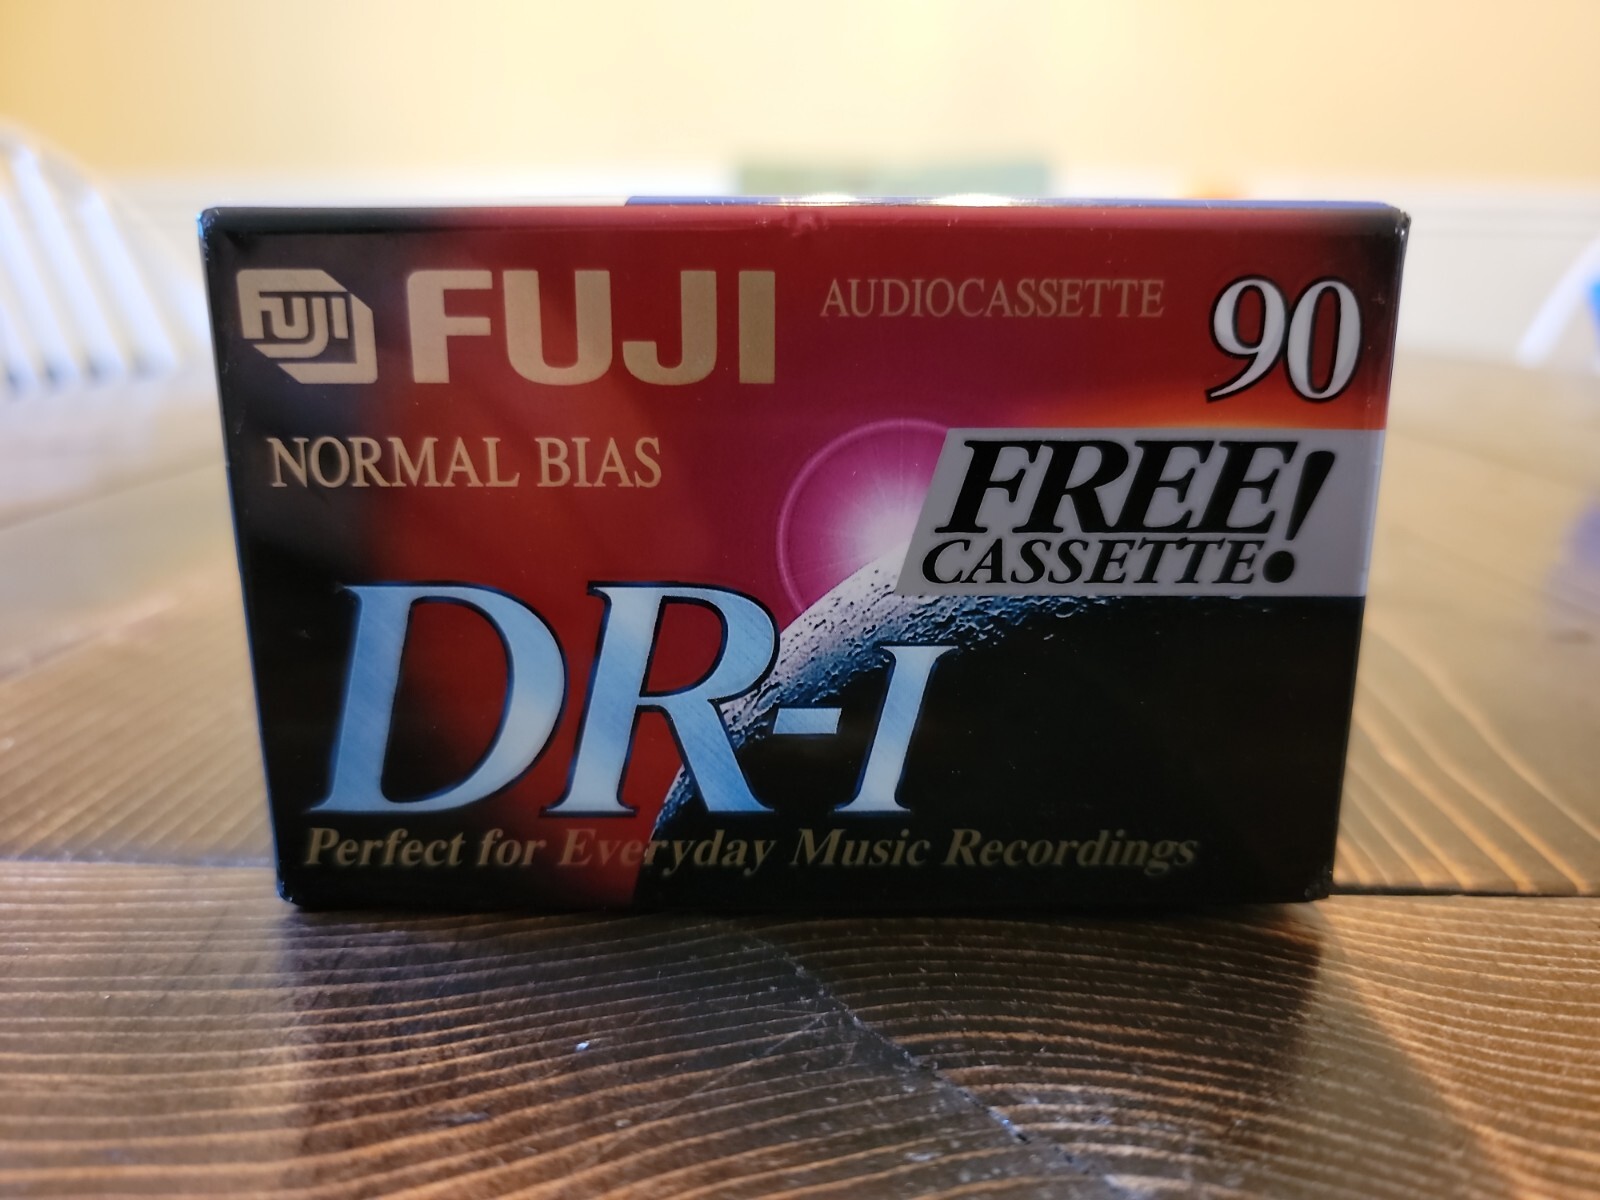 FUJI FUJI AUDIOCASSETTE 90
NORMAL BIAS
FREE!
CASSETTE
DR-I
Perfect for Everyday Music Recordings